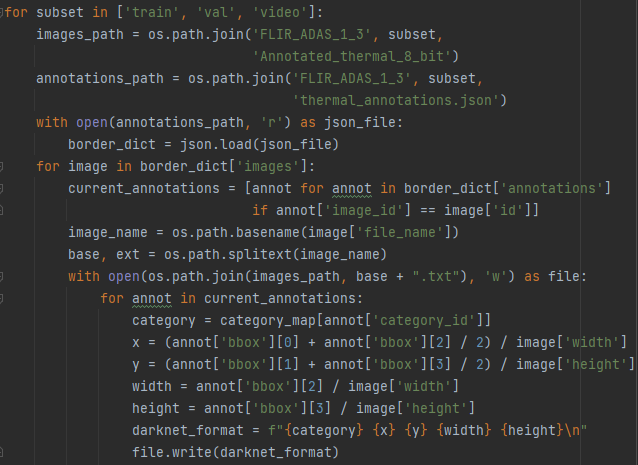 for subset in ['train', 'val', 'video']:
    images_path = os.path.join('FLIR_ADAS_1_3', subset,
                               'Annotated_thermal_8_bit')
    annotations_path = os.path.join('FLIR_ADAS_1_3', subset,
                                    'thermal_annotations.json')
    with open(annotations_path, 'r') as json_file:
        border_dict = json.load(json_file)
    for image in border_dict['images']:
        current_annotations = [annot for annot in border_dict['annotations']
                               if annot['image_id'] == image['id']]
        image_name = os.path.basename(image['file_name'])
        base, ext = os.path.splitext(image_name)
        with open(os.path.join(images_path, base + ".txt"), 'w') as file:
            for annot in current_annotations:
                category = category_map[annot['category_id']]
                x = (annot['bbox'][0] + annot['bbox'][2] / 2) / image['width']
                y = (annot['bbox'][1] + annot['bbox'][3] / 2) / image['height']
                width = annot['bbox'][2] / image['width']
                height = annot['bbox'][3] / image['height']
                darknet_format = f"{category} {x} {y} {width} {height}\n"
                file.write(darknet_format)